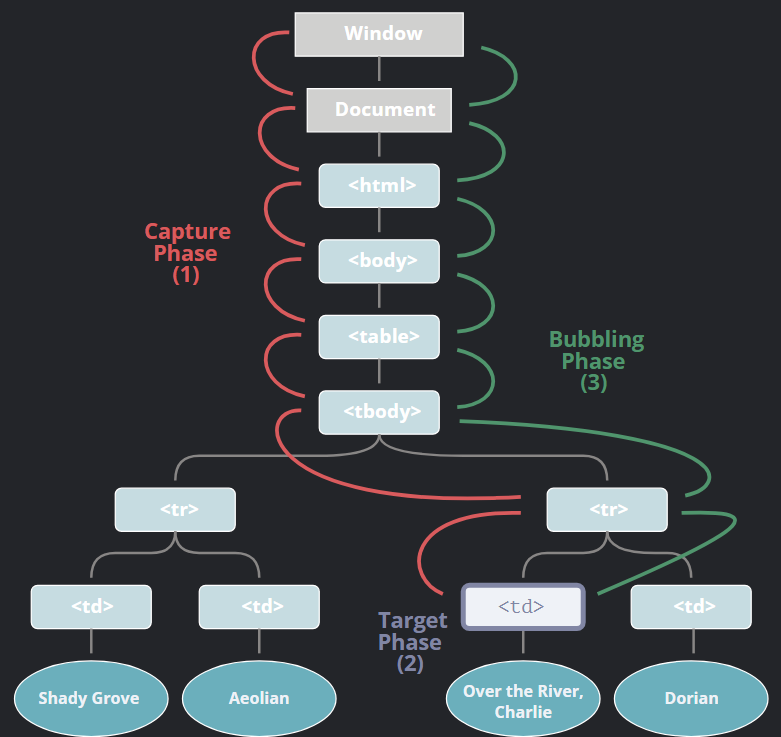 Window
Document
<html>
Capture
Phase
(1)
<body>
<table>
Bubbling
Phase
(3)
<tbody>
<tr>
<tr>
<td>
<td>
<td>
<td>
Target
Phase
(2)
Shady Grove
Aeolian
Over the River,
Charlie
Dorian